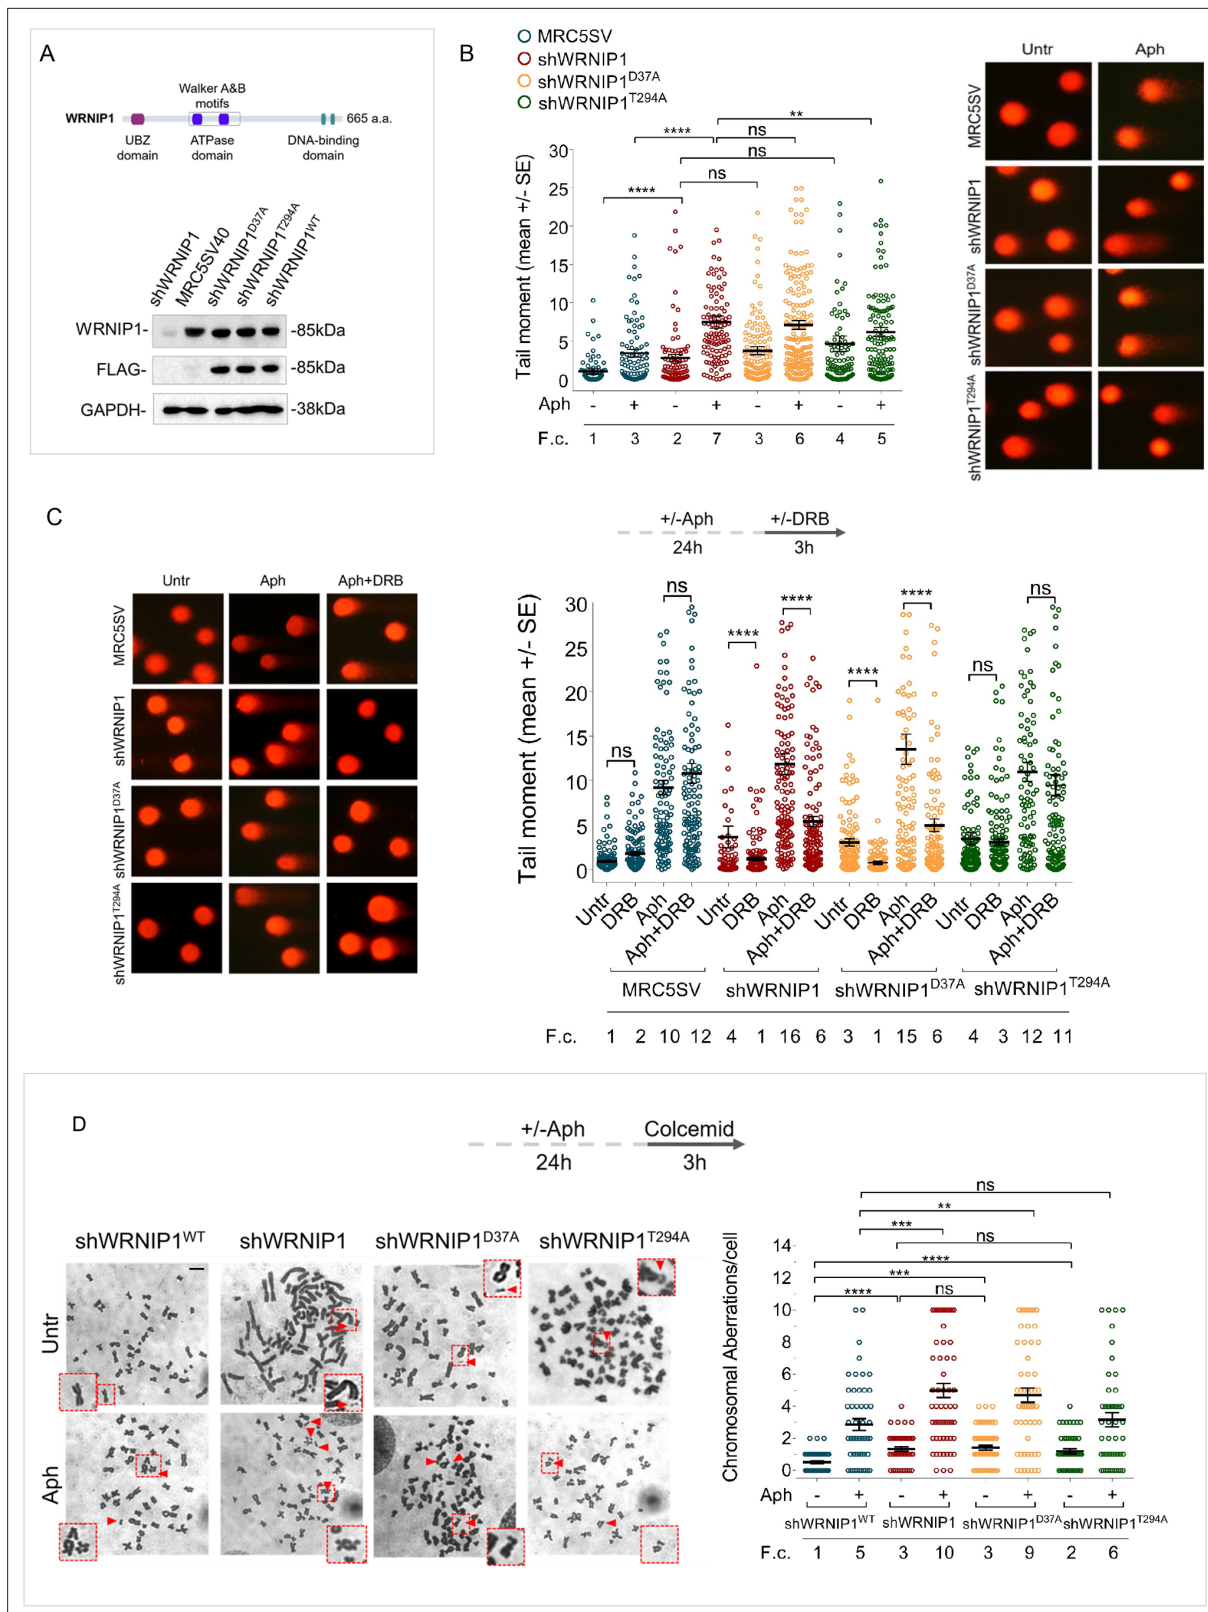 A
Walker A&B
motifs
WRNIP1
665 a.a.
UBZ
domain
ATPase
domain
DNA-binding
domain
shWRNIP1
MRC5SV40
shWRNIP1D37A
shWRNIP1T294A
shWRNIP1WT
WRNIP1-
-85kDa
FLAG-
-85kDa
GAPDH-
-38kDa
B
MRC5SV
shWRNIP1
shWRNIP1D37A
shWRNIP1T294A
**
**** ns
ns
**** ns
Tail moment (mean +/- SE)
30
25
20
15
10
5
0
Aph - + - + - + - +
F.c. 1 3 2 7 3 6 4 5
Untr Aph
MRC5SV
shWRNIP1
shWRNIP1D37A
shWRNIP1T294A
C
Untr Aph Aph+DRB
MRC5SV
shWRNIP1
shWRNIP1D37A
shWRNIP1T294A
+/-Aph +/-DRB
24h 3h
Tail moment (mean +/- SE)
30
25
20
15
10
5
0
ns ns **** **** **** **** ns ns
Untr DRB Aph Aph+DRB Untr DRB Aph Aph+DRB Untr DRB Aph Aph+DRB Untr DRB Aph Aph+DRB
MRC5SV shWRNIP1 shWRNIP1D37A shWRNIP1T294A
F.c. 1 2 10 12 4 1 16 6 3 1 15 6 4 3 12 11
D
+/-Aph Colcemid
24h 3h
shWRNIP1WT shWRNIP1 shWRNIP1D37A shWRNIP1T294A
Untr
Aph
ns
**
***
ns
****
***
**** ns
Chromosomal Aberrations/cell
14
12
10
8
6
4
2
0
Aph - + - + - + - +
shWRNIP1WT shWRNIP1 shWRNIP1D37A shWRNIP1T294A
F.c. 1 5 3 10 3 9 2 6